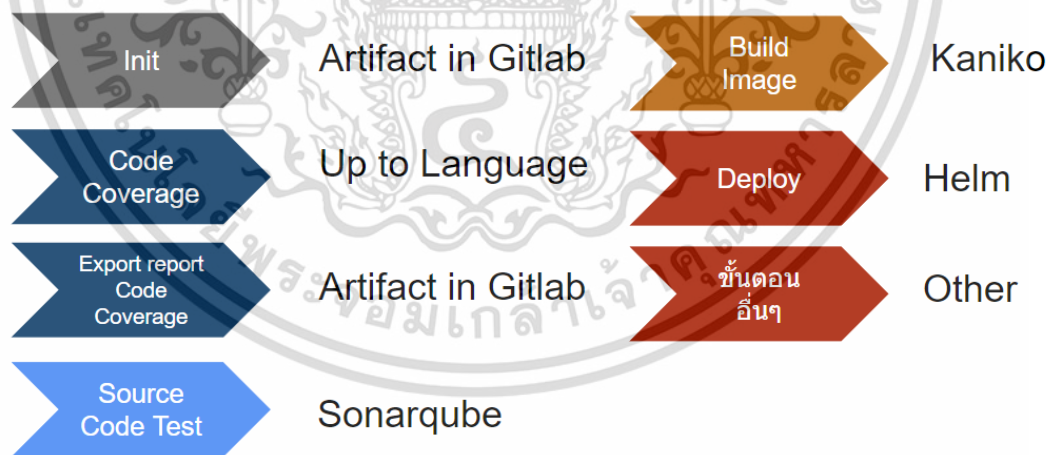 Init
Artifact in Gitlab
Code
Coverage
Up to Language
Export report
Code
Coverage
Artifact in Gitlab
Source
Code Test
Sonarqube
Build
Image
Kaniko
Deploy
Helm
ขั้นตอน
อื่นๆ
Other